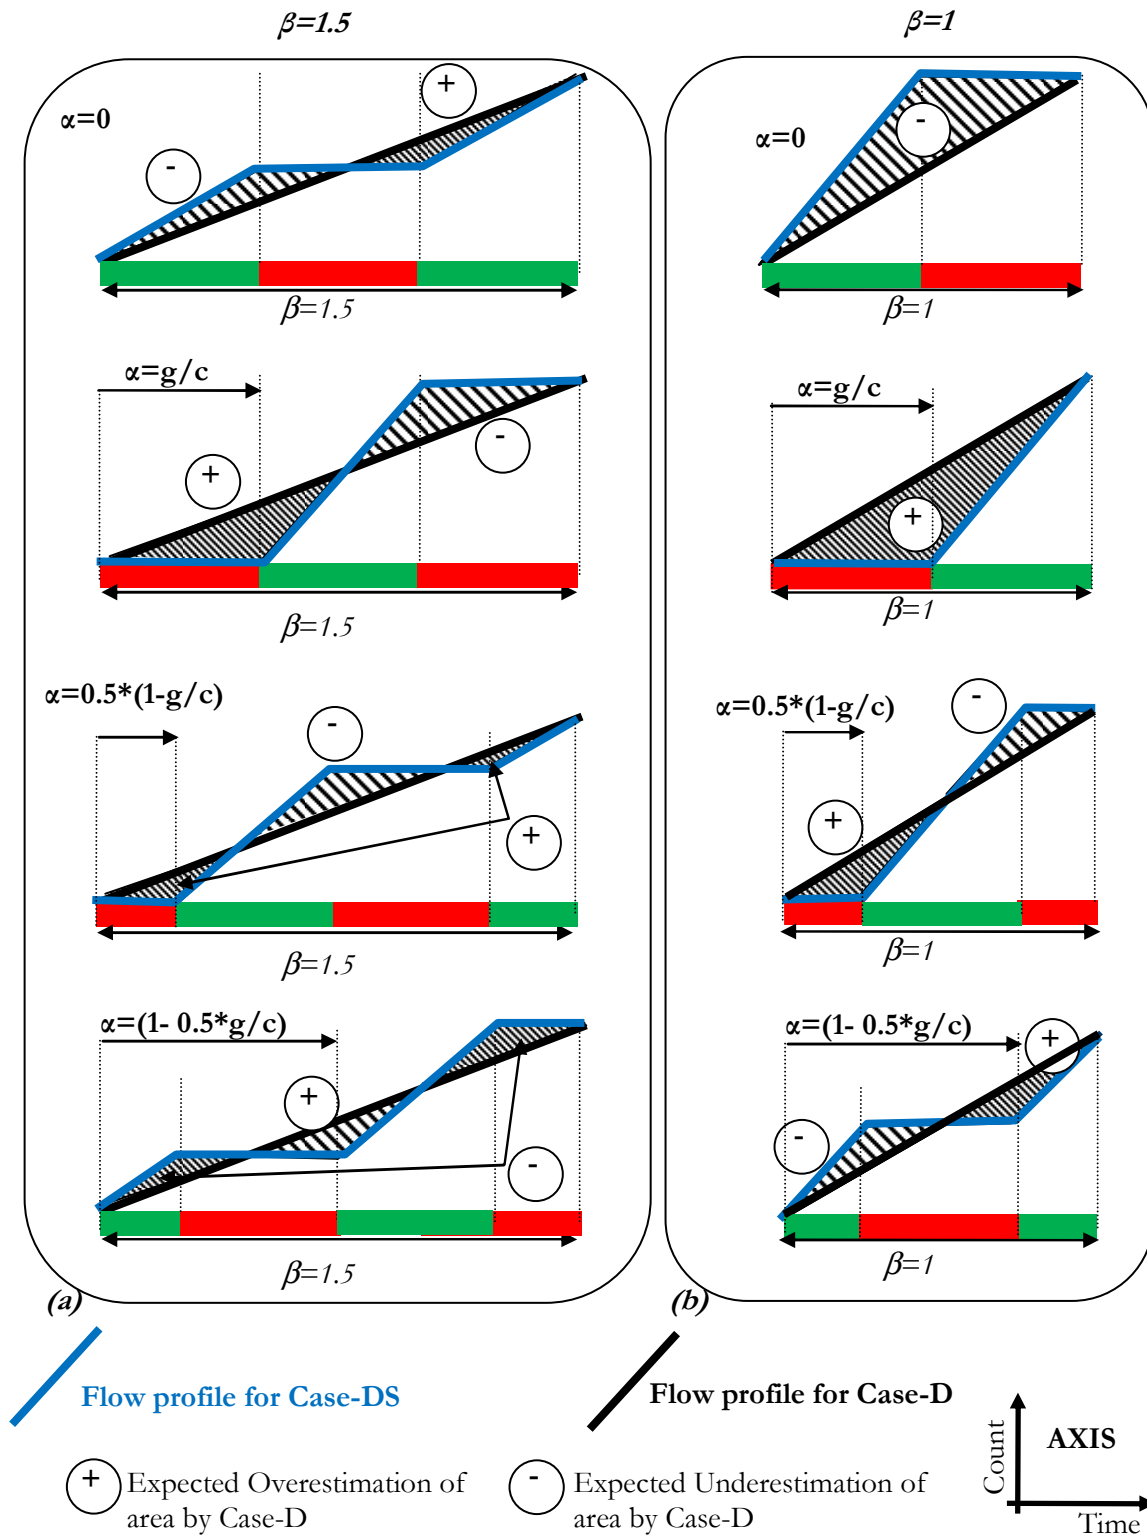 β=1.5
β=1
α=0
-
+
β=1.5
α=0
-
β=1
α=g/c
+
-
β=1.5
α=g/c
+
β=1
α=0.5*(1-g/c)
-
+
β=1.5
α=0.5*(1-g/c)
-
+
β=1
α=(1- 0.5*g/c)
+
-
β=1.5
α=(1- 0.5*g/c)
+
-
β=1
(a)
(b)
Flow profile for Case-DS
Flow profile for Case-D
+ Expected Overestimation of
area by Case-D
- Expected Underestimation of
area by Case-D
Count
AXIS
Time